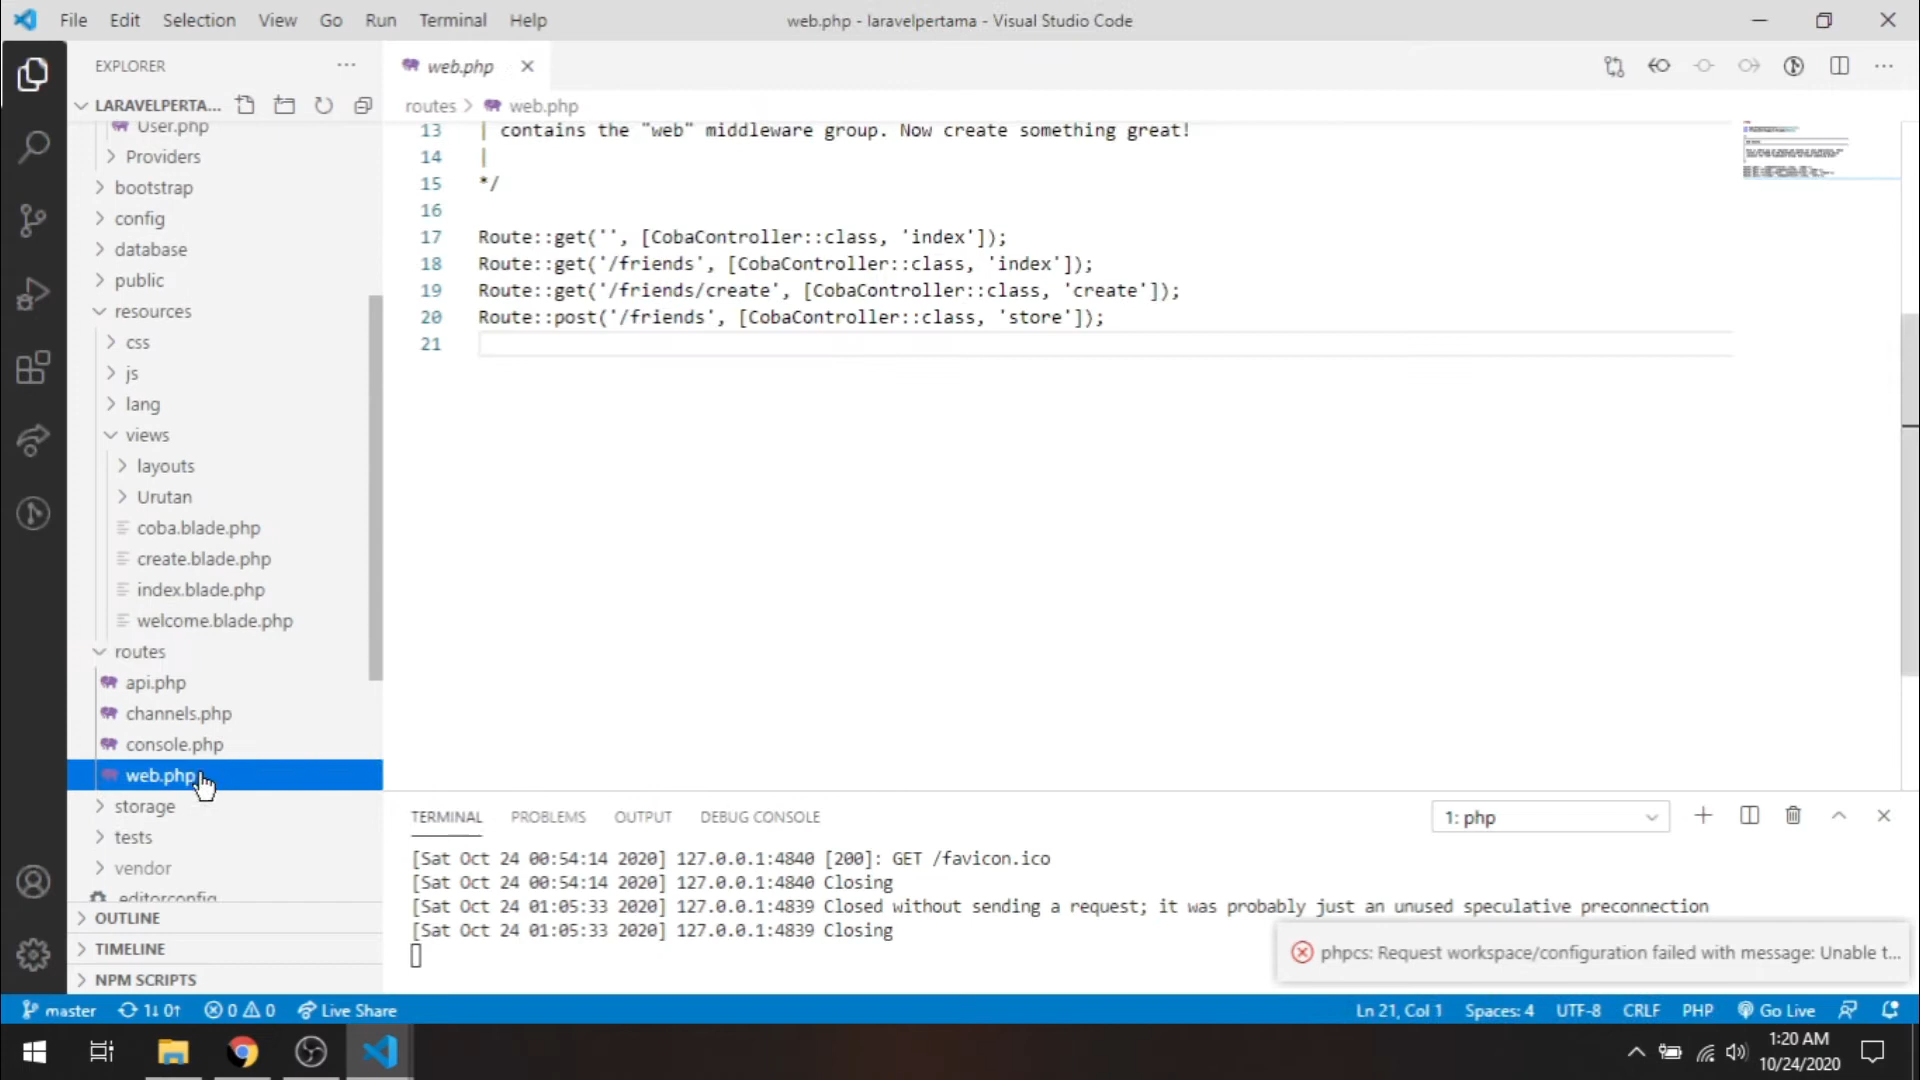 File Edit Selection View Go Run Terminal Help
web.php - laravelpertama - Visual Studio Code
EXPLORER
web.php
LARAVELPERTA...
routes > web.php
User.php
Providers
bootstrap
config
database
public
resources
css
js
lang
views
layouts
Urutan
coba.blade.php
create.blade.php
index.blade.php
welcome.blade.php
routes
api.php
channels.php
console.php
web.php
storage
tests
vendor
.editorconfig
OUTLINE
TIMELINE
NPM SCRIPTS
13 | contains the "web" middleware group. Now create something great!
14 |
15 */
16
17 Route::get('', [CobaController::class, 'index']);
18 Route::get('/friends', [CobaController::class, 'index']);
19 Route::get('/friends/create', [CobaController::class, 'create']);
20 Route::post('/friends', [CobaController::class, 'store']);
21
TERMINAL PROBLEMS OUTPUT DEBUG CONSOLE
1: php
[Sat Oct 24 00:54:14 2020] 127.0.0.1:4840 [200]: GET /favicon.ico
[Sat Oct 24 00:54:14 2020] 127.0.0.1:4840 Closing
[Sat Oct 24 01:05:33 2020] 127.0.0.1:4839 Closed without sending a request; it was probably just an unused speculative preconnection
[Sat Oct 24 01:05:33 2020] 127.0.0.1:4839 Closing
phpcs: Request workspace/configuration failed with message: Unable t...
master 1↓ 0↑ 0 0 Live Share
Ln 21, Col 1 Spaces: 4 UTF-8 CRLF PHP Go Live
1:20 AM
10/24/2020